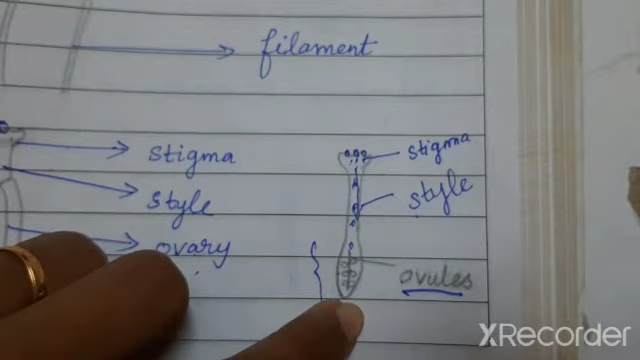 filament
stigma
style
ovary
stigma
style
ovules
XRecorder